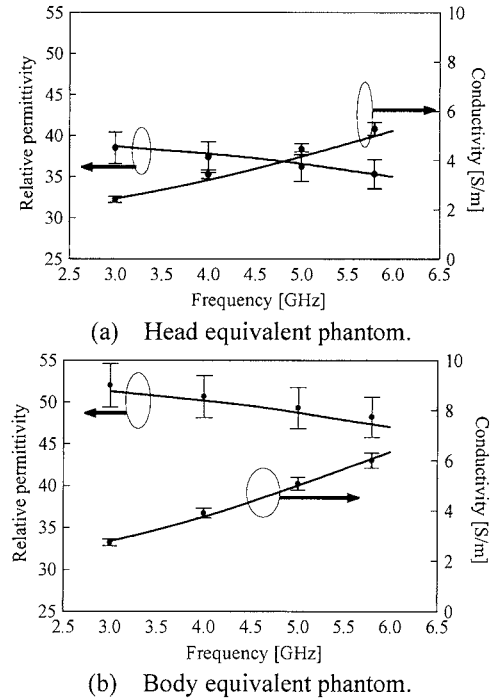 55
50
45
40
35
30
25
Relative permittivity
10
8
6
4
2
0
Conductivity [S/m]
2.5 3.0 3.5 4.0 4.5 5.0 5.5 6.0 6.5
Frequency [GHz]
(a) Head equivalent phantom.
55
50
45
40
35
30
25
Relative permittivity
10
8
6
4
2
0
Conductivity [S/m]
2.0 3.0 3.5 4.0 4.5 5.0 5.5 6.0 6.5
Frequency [GHz]
(b) Body equivalent phantom.